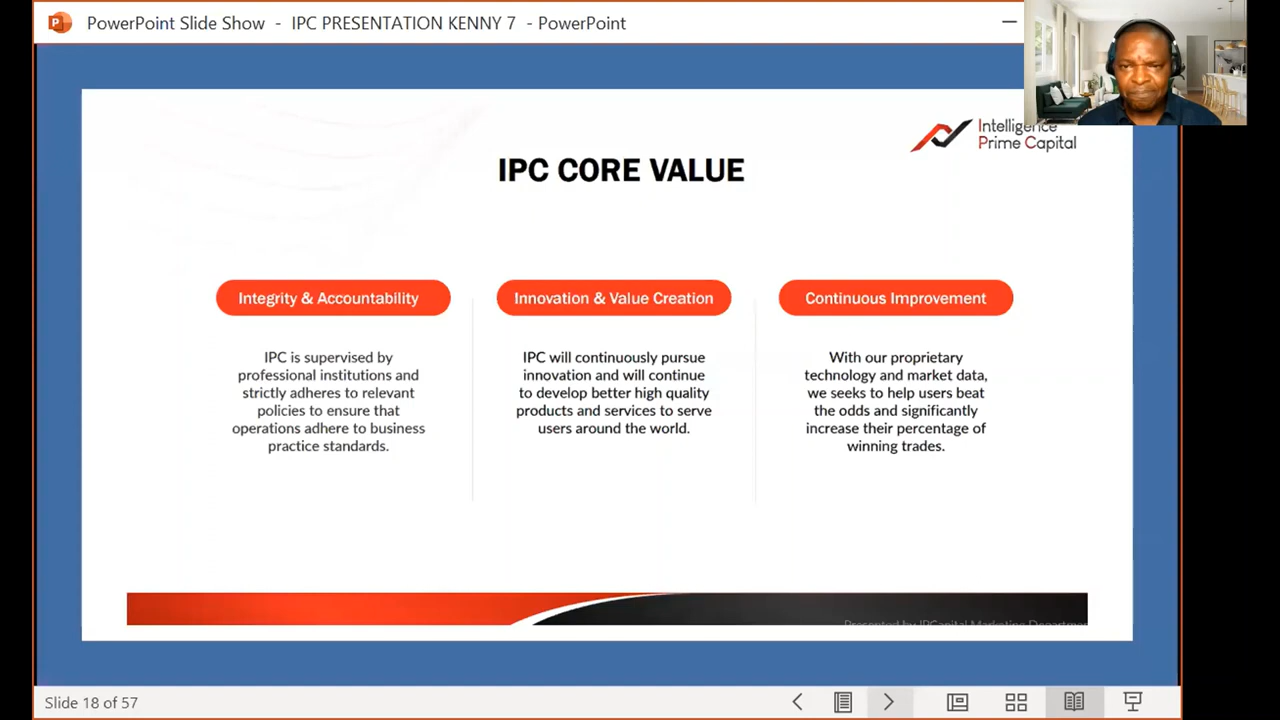 PowerPoint Slide Show - IPC PRESENTATION KENNY 7 - PowerPoint
Intelligence
Prime Capital
IPC CORE VALUE
Integrity & Accountability
IPC is supervised by
professional institutions and
strictly adheres to relevant
policies to ensure that
operations adhere to business
practice standards.
Innovation & Value Creation
IPC will continuously pursue
innovation and will continue
to develop better high quality
products and services to serve
users around the world.
Continuous Improvement
With our proprietary
technology and market data,
we seeks to help users beat
the odds and significantly
increase their percentage of
winning trades.
Presented by IPCapital Marketing
Slide 18 of 57